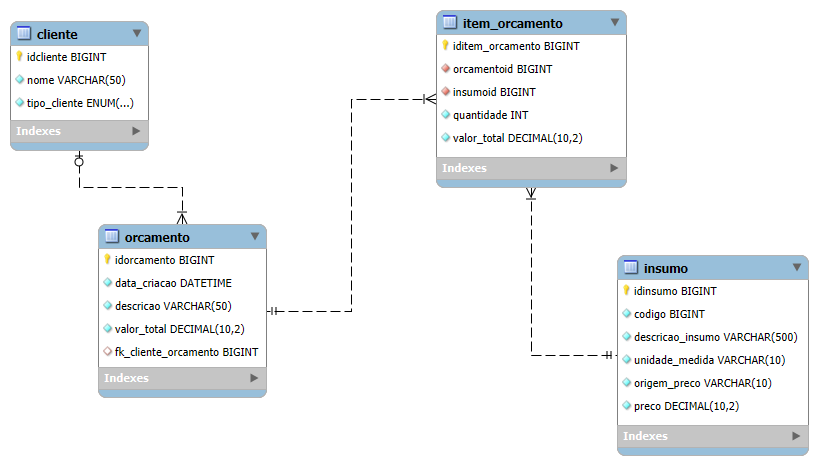 cliente
idcliente BIGINT
nome VARCHAR(50)
tipo_cliente ENUM(...)
Indexes
orcamento
idorcamento BIGINT
data_criacao DATETIME
descricao VARCHAR(50)
valor_total DECIMAL(10,2)
fk_cliente_orcamento BIGINT
Indexes
item_orcamento
iditem_orcamento BIGINT
orcamentoid BIGINT
insumoid BIGINT
quantidade INT
valor_total DECIMAL(10,2)
Indexes
insumo
idinsumo BIGINT
codigo BIGINT
descricao_insumo VARCHAR(500)
unidade_medida VARCHAR(10)
origem_preco VARCHAR(10)
preco DECIMAL(10,2)
Indexes